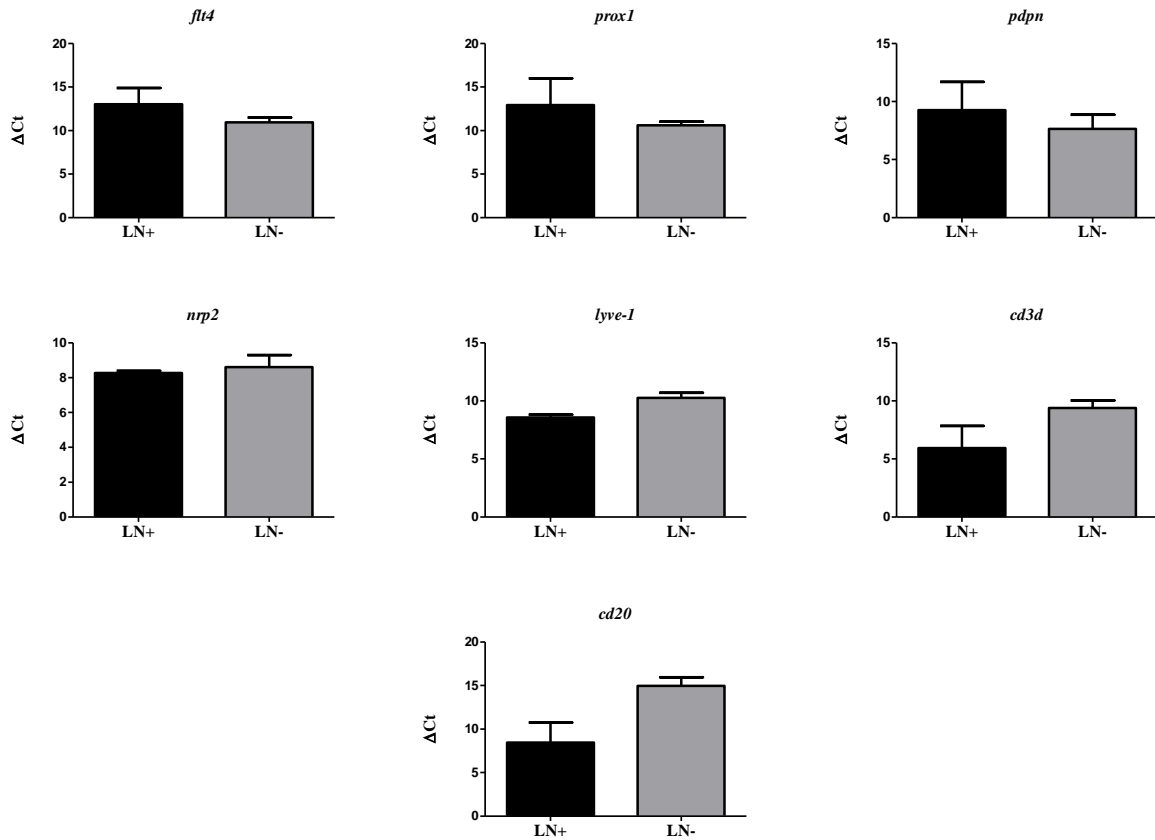 flt4
prox1
pdpn
20
15
10
5
0
ΔCt
LN+ LN-
20
15
10
5
0
ΔCt
LN+ LN-
15
10
5
0
ΔCt
LN+ LN-
nrp2
lyve-1
cd3d
10
8
6
4
2
0
ΔCt
LN+ LN-
15
10
5
0
ΔCt
LN+ LN-
15
10
5
0
ΔCt
LN+ LN-
cd20
20
15
10
5
0
ΔCt
LN+ LN-